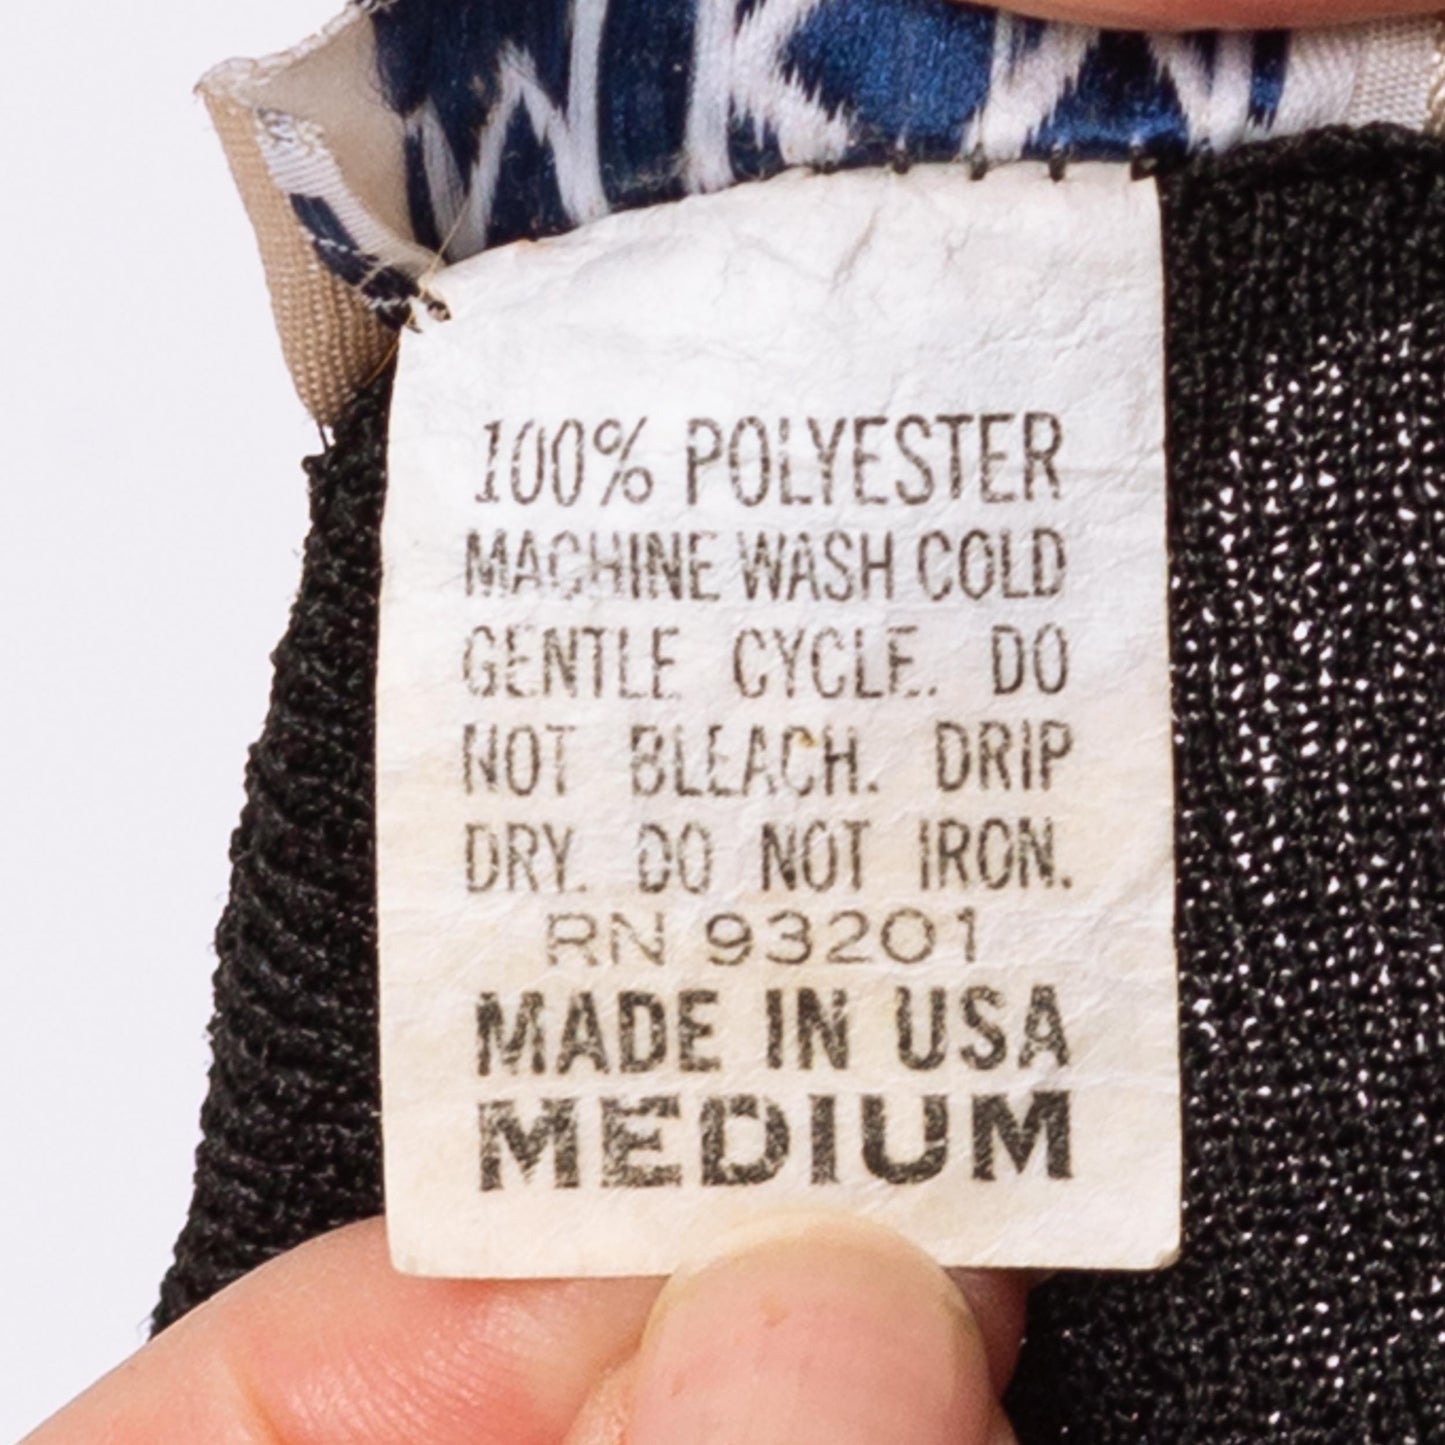 100% POLYESTER
MACHINE WASH COLD
GENTLE CYCLE. DO
NOT BLEACH. DRIP
DRY. DO NOT IRON.
RN 93201
MADE IN USA
MEDIUM